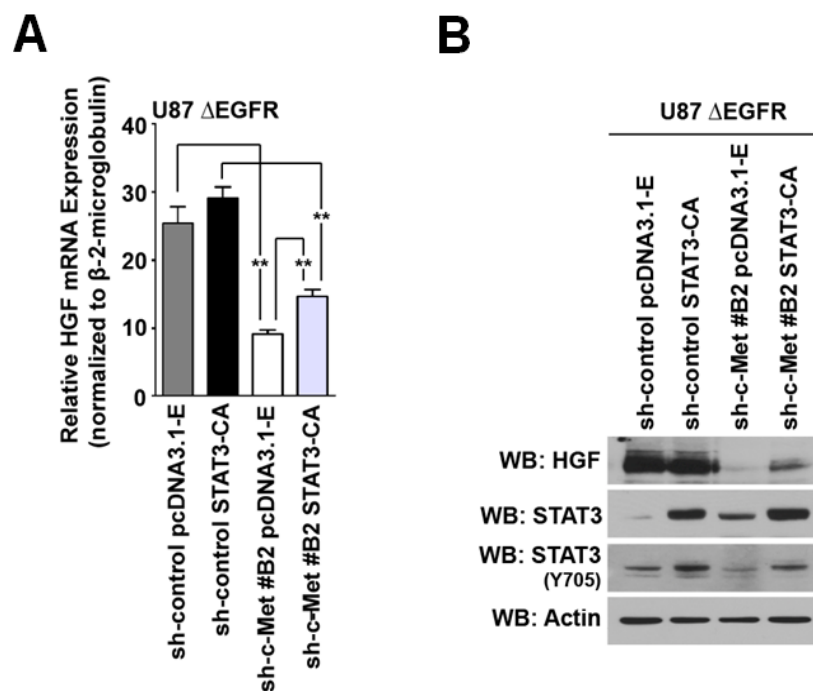 A
U87 ΔEGFR
Relative HGF mRNA Expression
(normalized to β-2-microglobulin)
40
30
20
10
0
**
**
**
sh-control pcDNA3.1-E
sh-control STAT3-CA
sh-c-Met #B2 pcDNA3.1-E
sh-c-Met #B2 STAT3-CA
B
U87 ΔEGFR
sh-control pcDNA3.1-E
sh-control STAT3-CA
sh-c-Met #B2 pcDNA3.1-E
sh-c-Met #B2 STAT3-CA
WB: HGF
WB: STAT3
WB: STAT3
(Y705)
WB: Actin